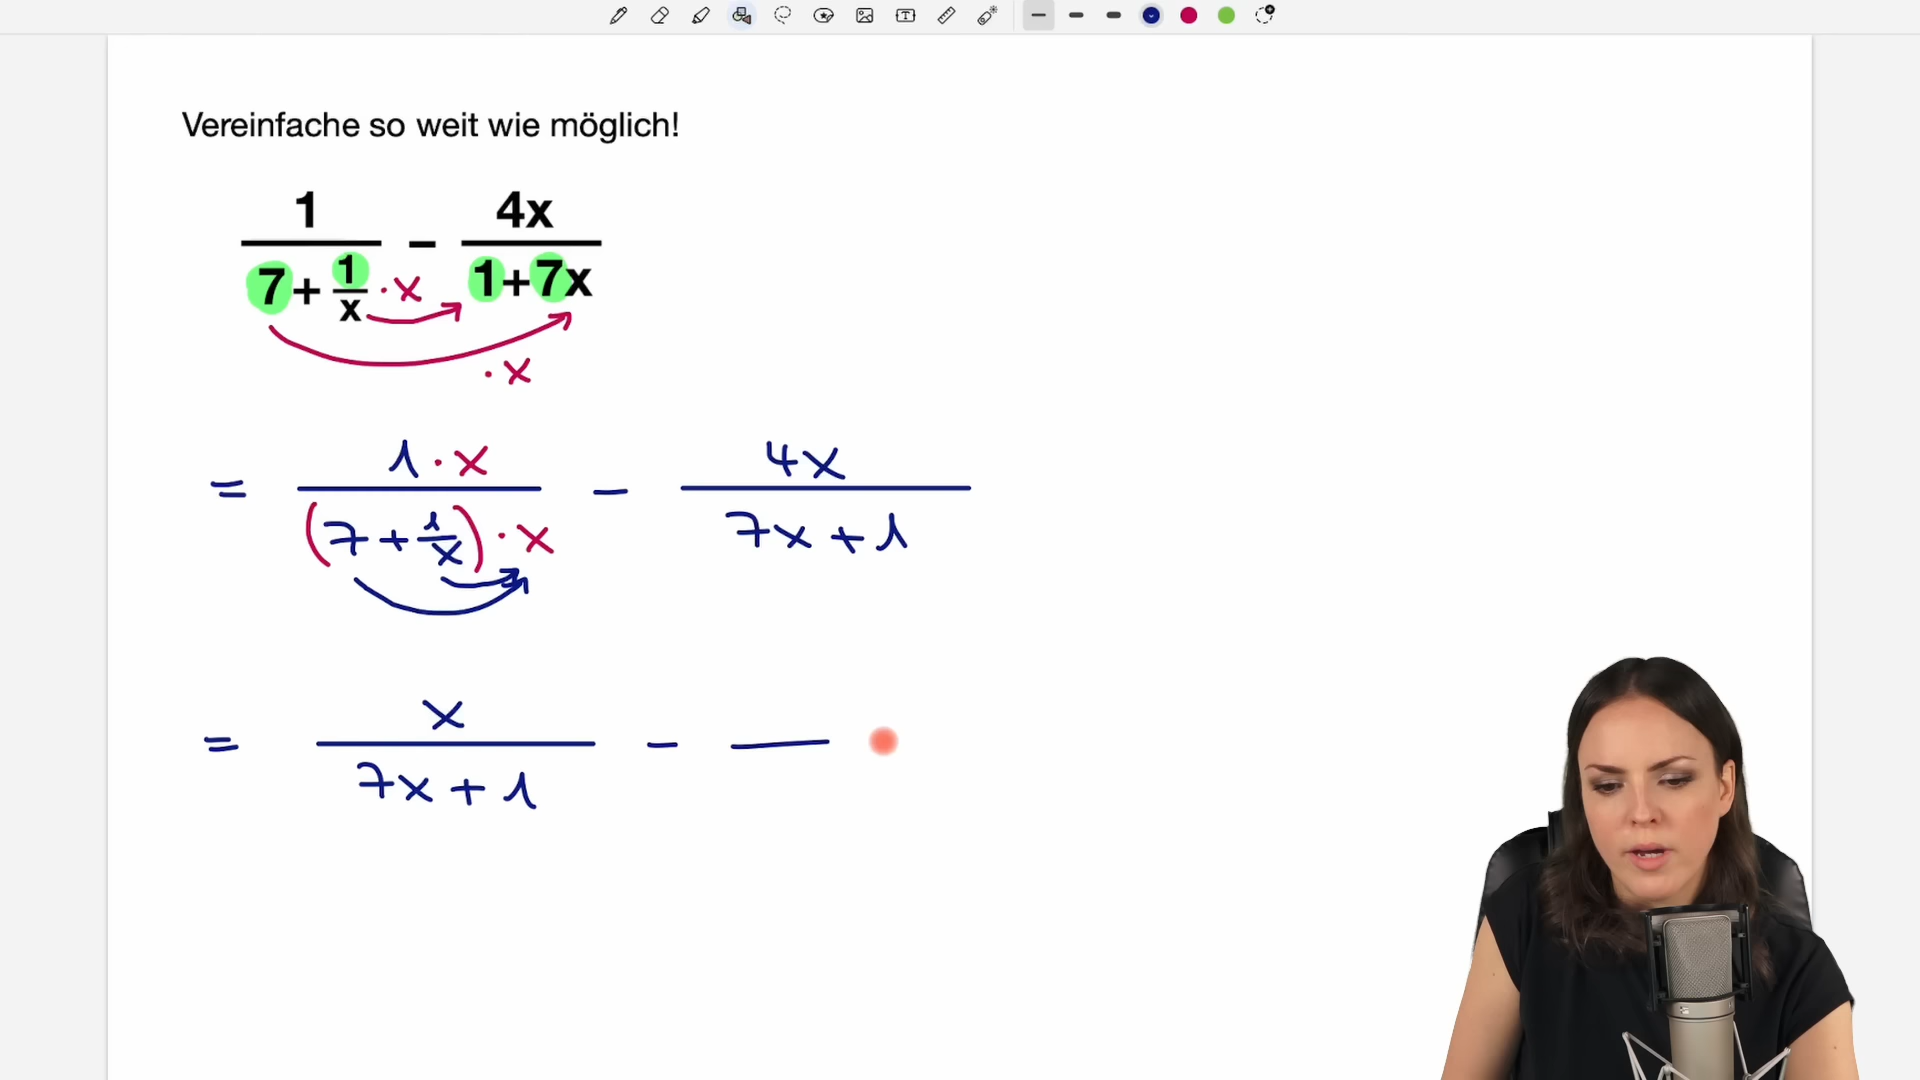 Vereinfache so weit wie möglich!
1/(7+1/x) - 4x/(1+7x)
·x
·x
= 1·x/((7+1/x)·x) - 4x/(7x+1)
= x/(7x+1) -